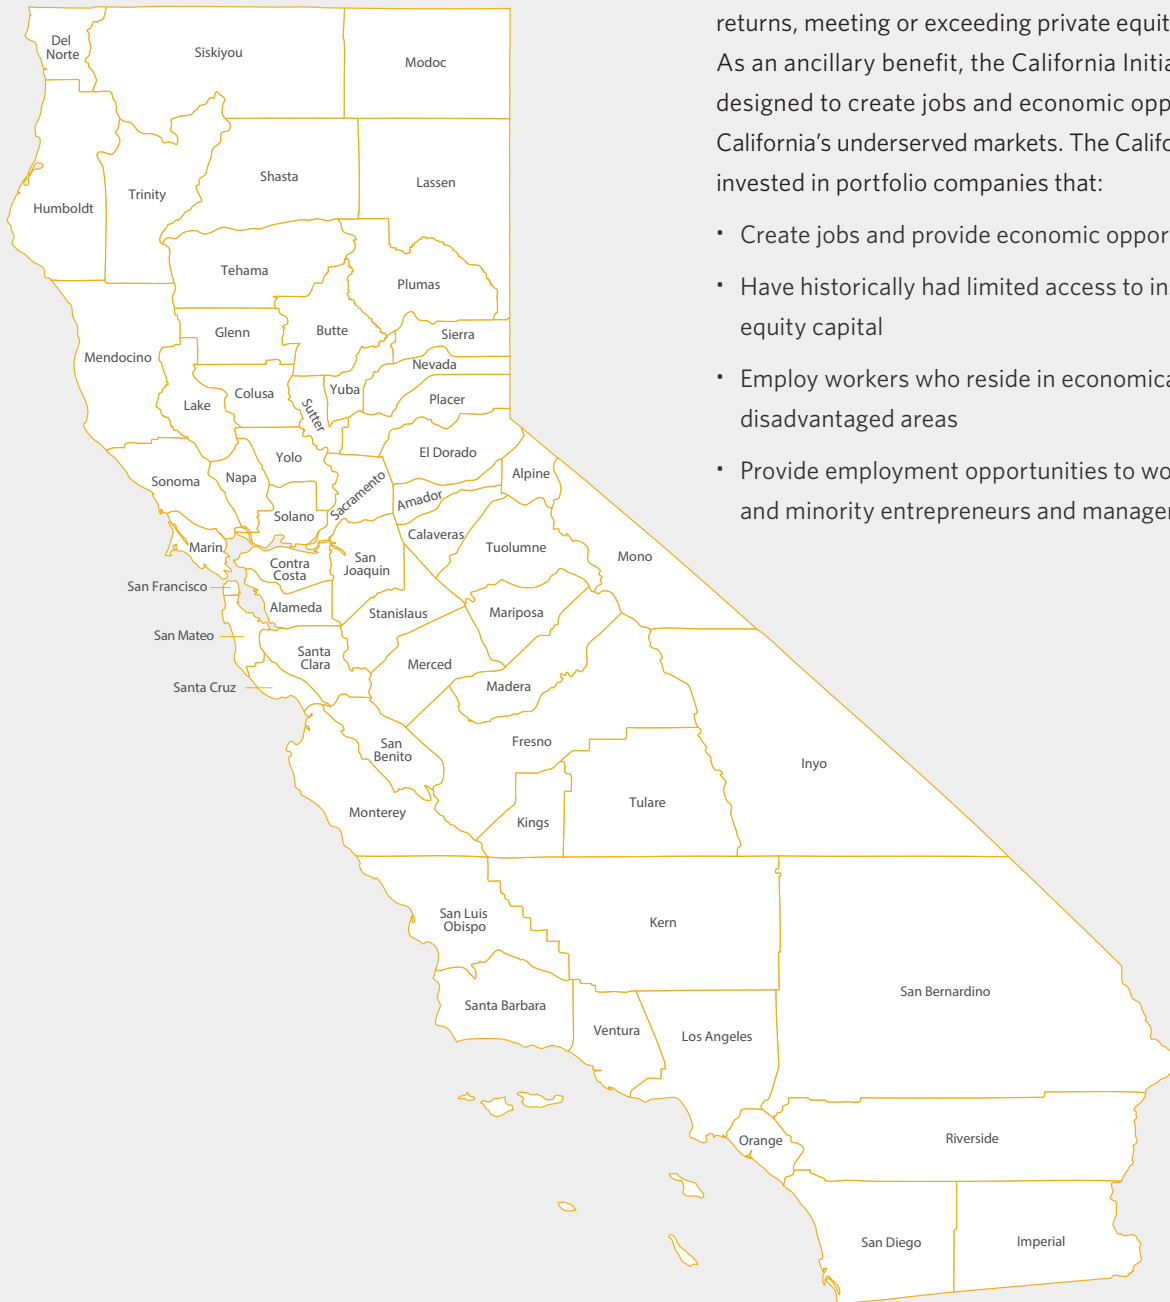 returns, meeting or exceeding private equit
As an ancillary benefit, the California Initia
designed to create jobs and economic opp
California’s underserved markets. The Califo
invested in portfolio companies that:
• Create jobs and provide economic oppor
• Have historically had limited access to in
equity capital
• Employ workers who reside in economica
disadvantaged areas
• Provide employment opportunities to wo
and minority entrepreneurs and manager
Del
Norte
Siskiyou
Modoc
Shasta
Lassen
Trinity
Humboldt
Tehama
Plumas
Glenn
Butte
Sierra
Mendocino
Nevada
Yuba
Colusa
Placer
Lake
Sutter
El Dorado
Yolo
Alpine
Napa
Sonoma
Sacramento
Amador
Solano
Calaveras
Marin
Tuolumne
Mono
San
Joaquin
Contra
Costa
San Francisco
Alameda
Stanislaus
Mariposa
San Mateo
Santa
Clara
Merced
Santa Cruz
Madera
Fresno
San
Benito
Inyo
Tulare
Monterey
Kings
San Luis
Obispo
Kern
San Bernardino
Santa Barbara
Ventura
Los Angeles
Orange
Riverside
San Diego
Imperial